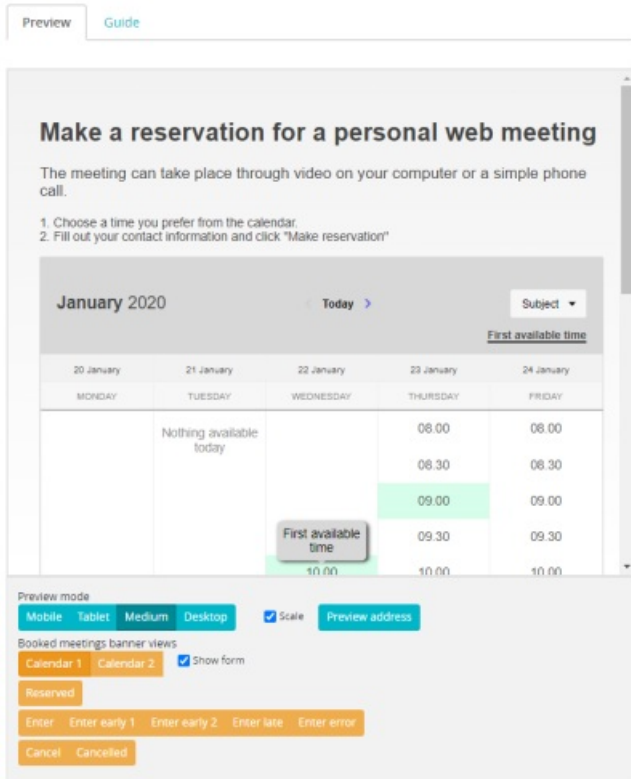 Preview Guide
Make a reservation for a personal web meeting
The meeting can take place through video on your computer or a simple phone
call.
1. Choose a time you prefer from the calendar.
2. Fill out your contact information and click "Make reservation"
January 2020 Today Subject
First available time
20 January 21 January 22 January 23 January 24 January
MONDAY TUESDAY WEDNESDAY THURSDAY FRIDAY
Nothing available
today
08.00 08.00
08.30 08.30
09.00 09.00
First available
time
09.30 09.30
10.00 10.00 10.00
Preview mode
Mobile Tablet Medium Desktop Scale Preview address
Booked meetings banner views
Calendar 1 Calendar 2 Show form
Reserved
Enter Enter early 1 Enter early 2 Enter late Enter error
Cancel Cancelled